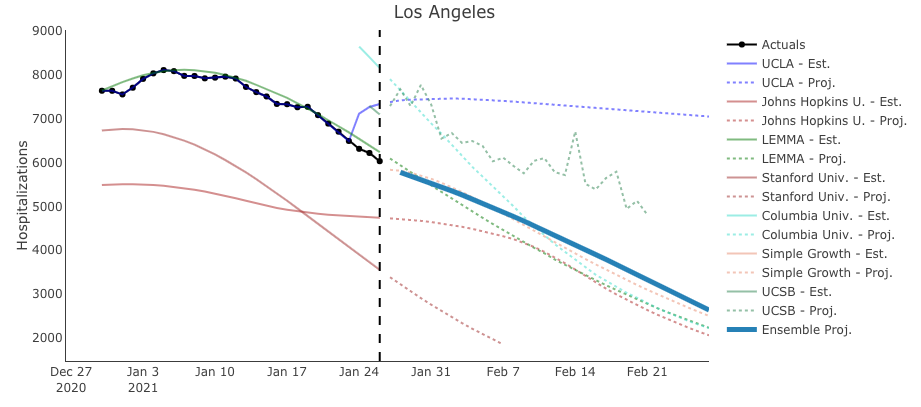 Los Angeles
Hospitalizations
9000
8000
7000
6000
5000
4000
3000
2000
Dec 27
2020
Jan 3
2021
Jan 10
Jan 17
Jan 24
Jan 31
Feb 7
Feb 14
Feb 21
Actuals
UCLA - Est.
UCLA - Proj.
Johns Hopkins U. - Est.
Johns Hopkins U. - Proj.
LEMMA - Est.
LEMMA - Proj.
Stanford Univ. - Est.
Stanford Univ. - Proj.
Columbia Univ. - Est.
Columbia Univ. - Proj.
Simple Growth - Est.
Simple Growth - Proj.
UCSB - Est.
UCSB - Proj.
Ensemble Proj.